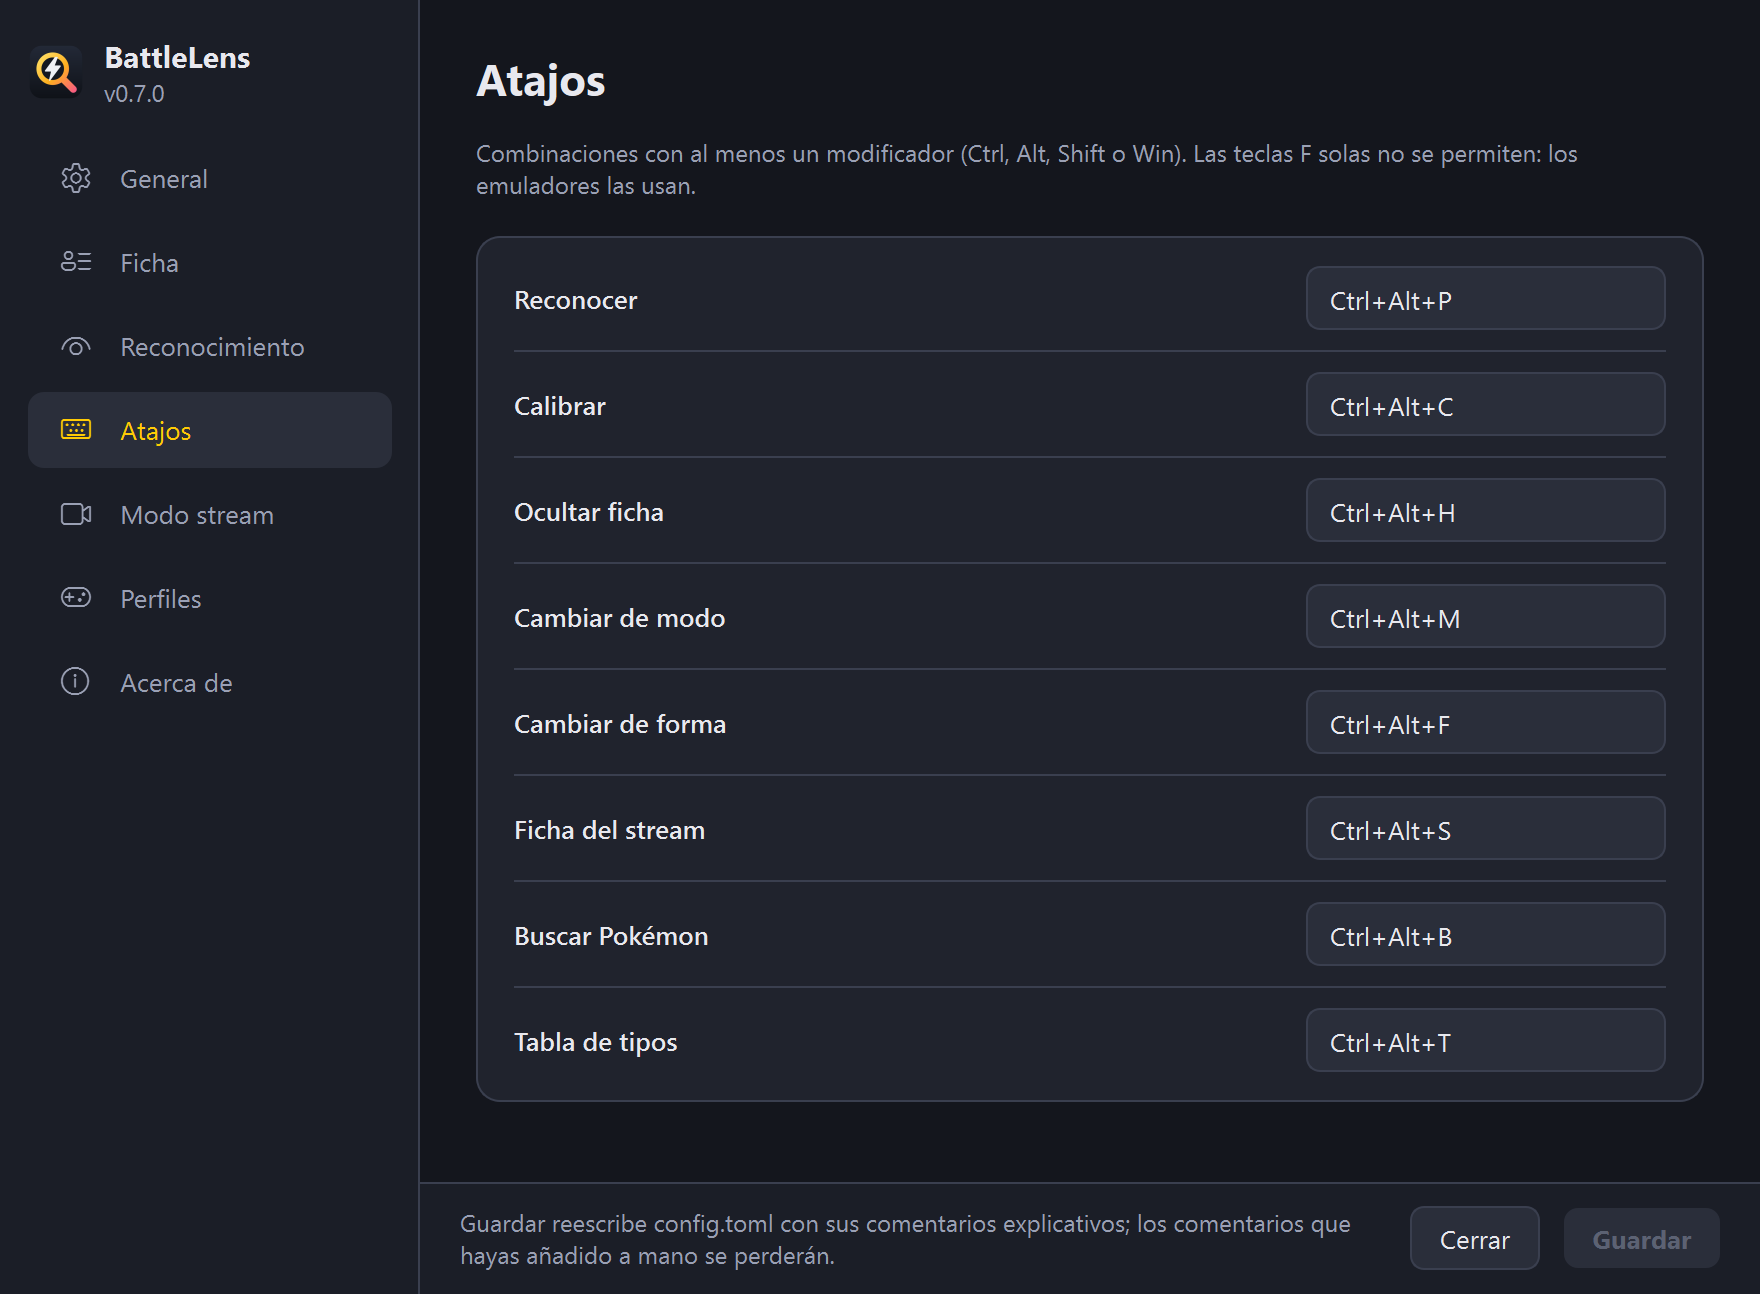 BattleLens
v0.7.0
General
Ficha
Reconocimiento
Atajos
Modo stream
Perfiles
Acerca de
Atajos
Combinaciones con al menos un modificador (Ctrl, Alt, Shift o Win). Las teclas F solas no se permiten: los
emuladores las usan.
Reconocer
Ctrl+Alt+P
Calibrar
Ctrl+Alt+C
Ocultar ficha
Ctrl+Alt+H
Cambiar de modo
Ctrl+Alt+M
Cambiar de forma
Ctrl+Alt+F
Ficha del stream
Ctrl+Alt+S
Buscar Pokémon
Ctrl+Alt+B
Tabla de tipos
Ctrl+Alt+T
Guardar reescribe config.toml con sus comentarios explicativos; los comentarios que
hayas añadido a mano se perderán.
Cerrar
Guardar